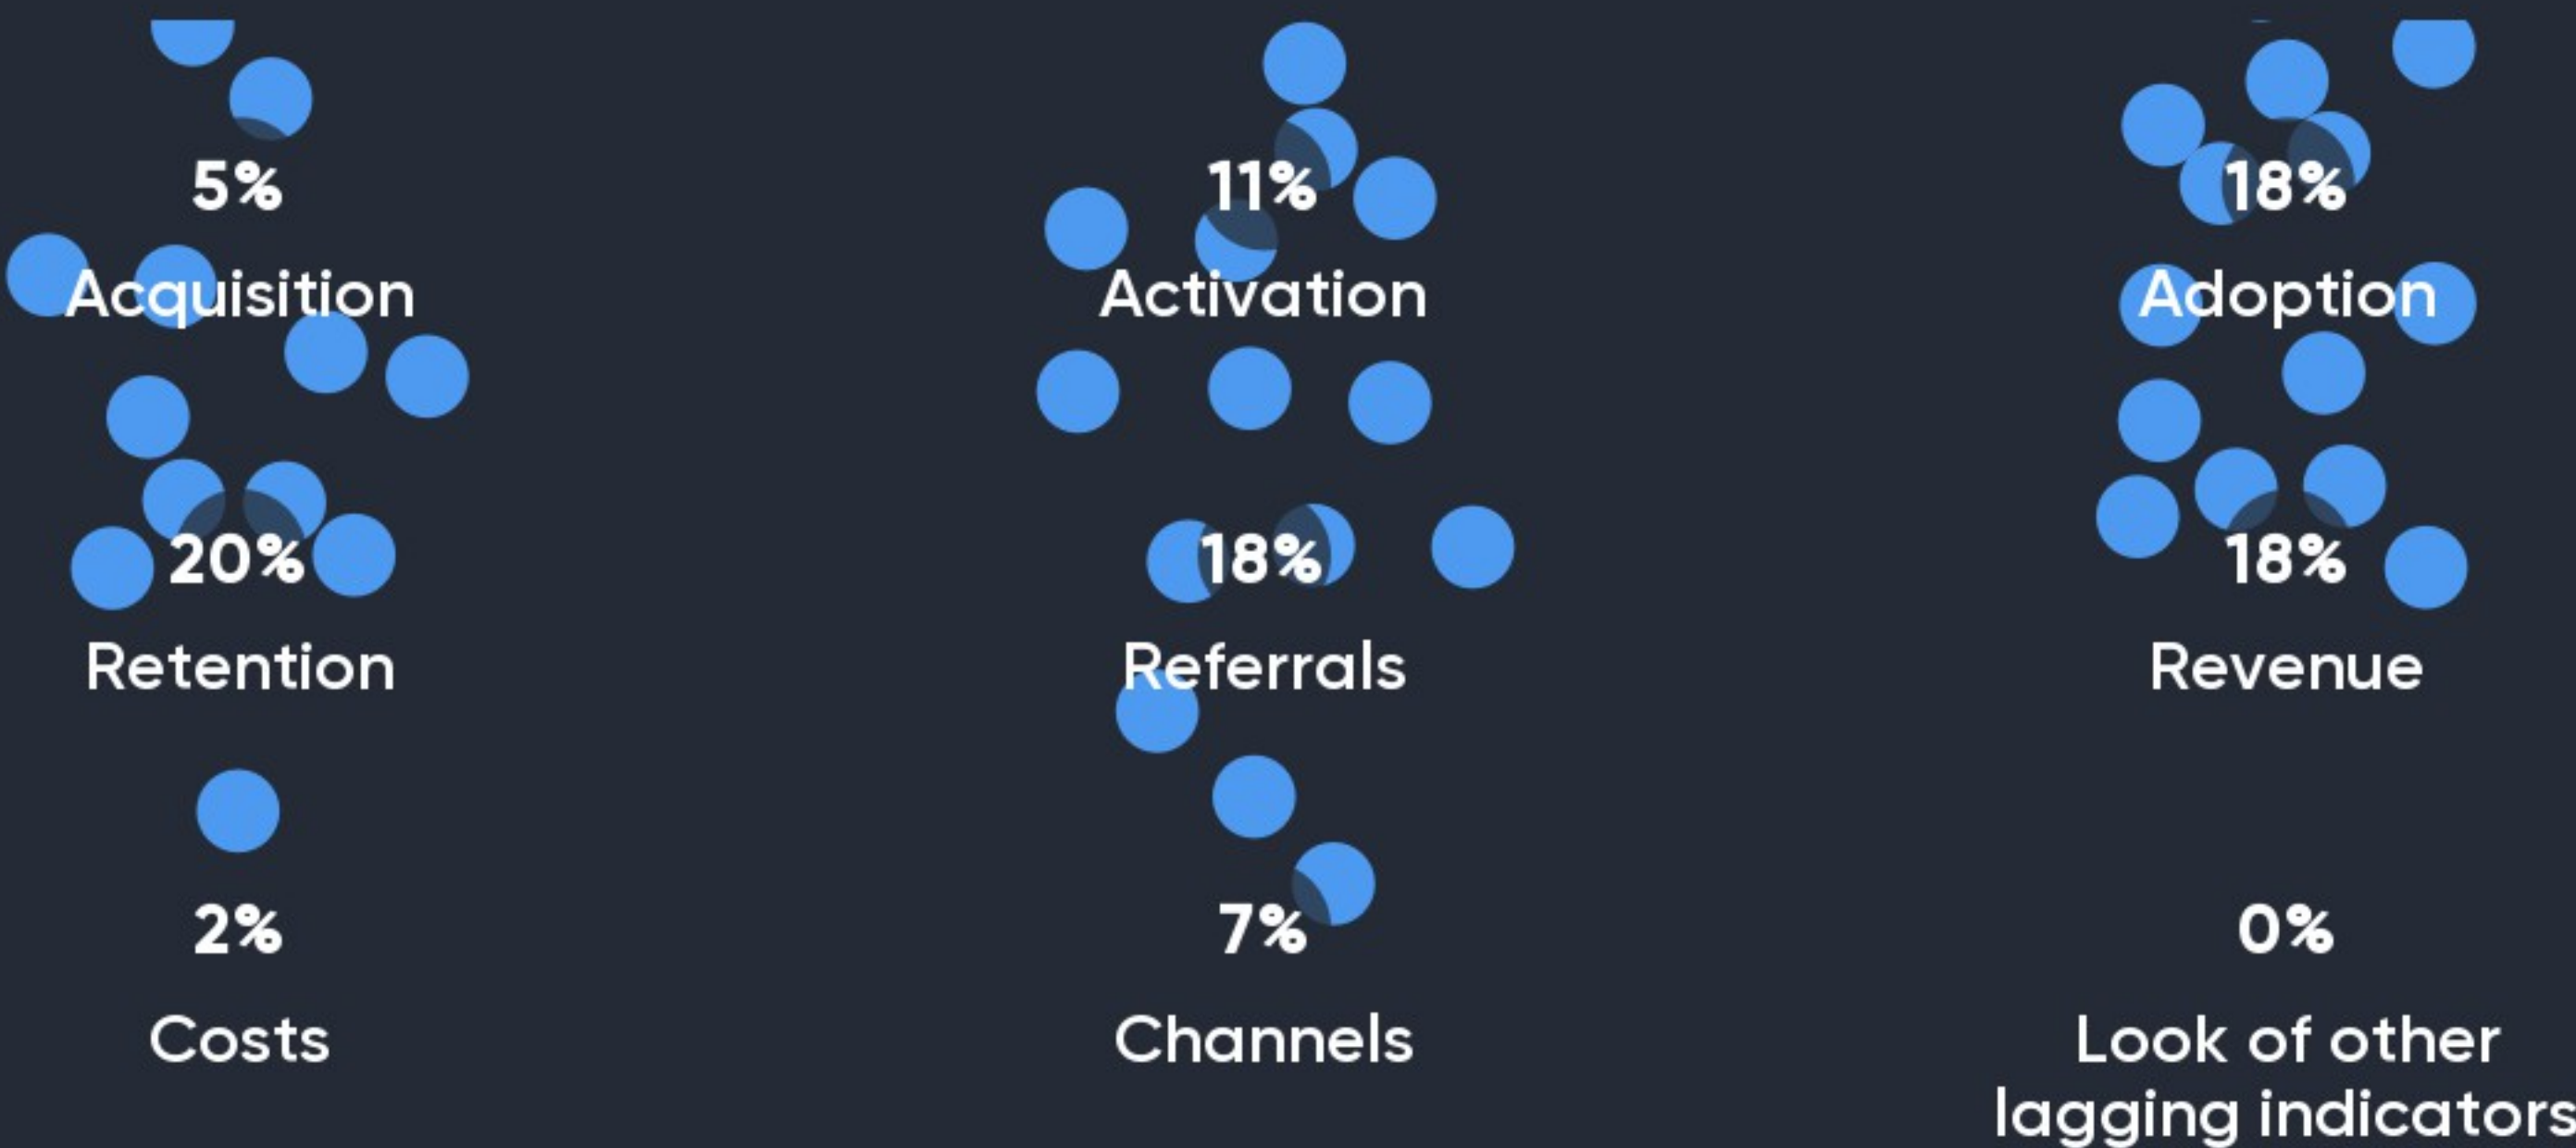 5%
Acquisition
11%
Activation
18%
Adoption
20%
Retention
18%
Referrals
18%
Revenue
2%
Costs
7%
Channels
0%
Look of other
lagging indicators